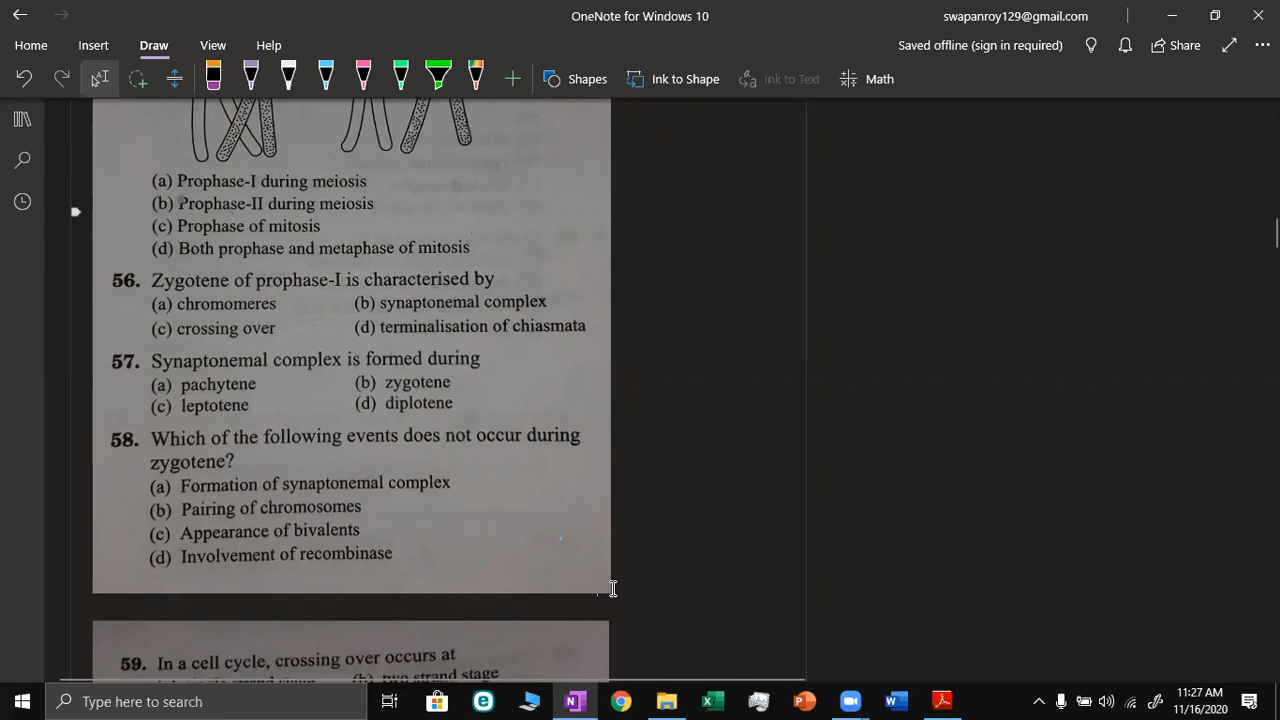 OneNote for Windows 10
swapanroy129@gmail.com
Home Insert Draw View Help
Saved offline (sign in required) Share
Shapes Ink to Shape Ink to Text Math
(a) Prophase-I during meiosis
(b) Prophase-II during meiosis
(c) Prophase of mitosis
(d) Both prophase and metaphase of mitosis
56. Zygotene of prophase-I is characterised by
(a) chromomeres (b) synaptonemal complex
(c) crossing over (d) terminalisation of chiasmata
57. Synaptonemal complex is formed during
(a) pachytene (b) zygotene
(c) leptotene (d) diplotene
58. Which of the following events does not occur during
zygotene?
(a) Formation of synaptonemal complex
(b) Pairing of chromosomes
(c) Appearance of bivalents
(d) Involvement of recombinase
59. In a cell cycle, crossing over occurs at
(b) two strand stage
Type here to search
11:27 AM
11/16/2020